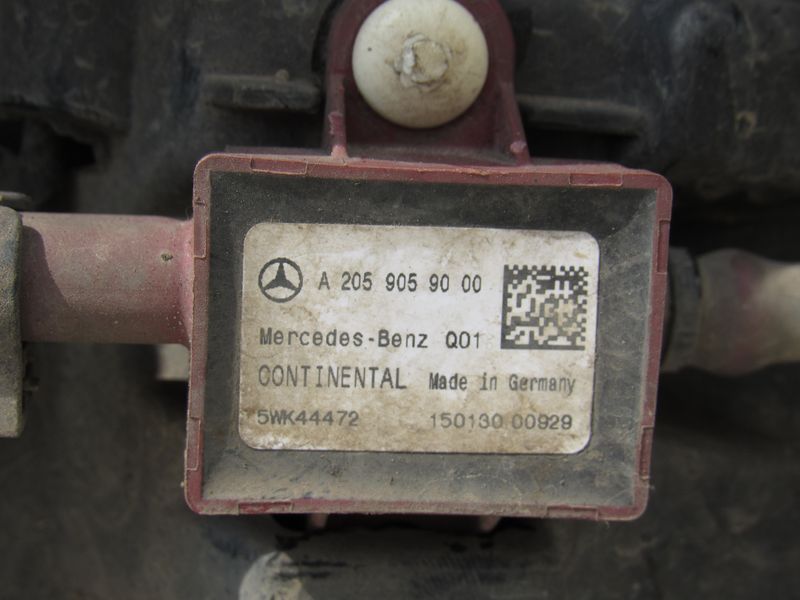 A 205 905 90 00
Mercedes-Benz Q01
CONTINENTAL Made in Germany
5WK44472 150130 00929